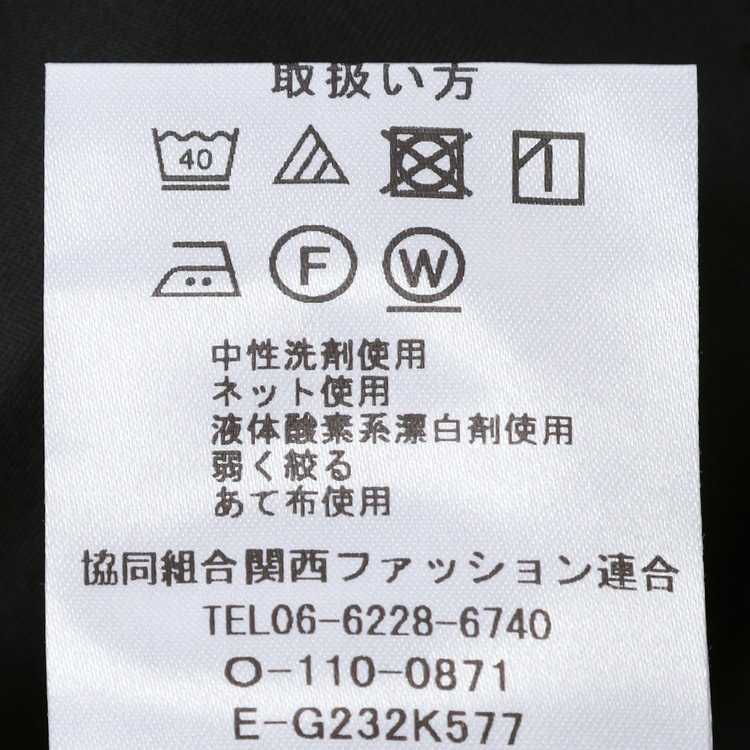 取扱い方
40
F W
中性洗剤使用
ネット使用
液体酸素系漂白剤使用
弱く絞る
あて布使用
協同組合関西ファッション連合
TEL06-6228-6740
O-110-0871
E-G232K577